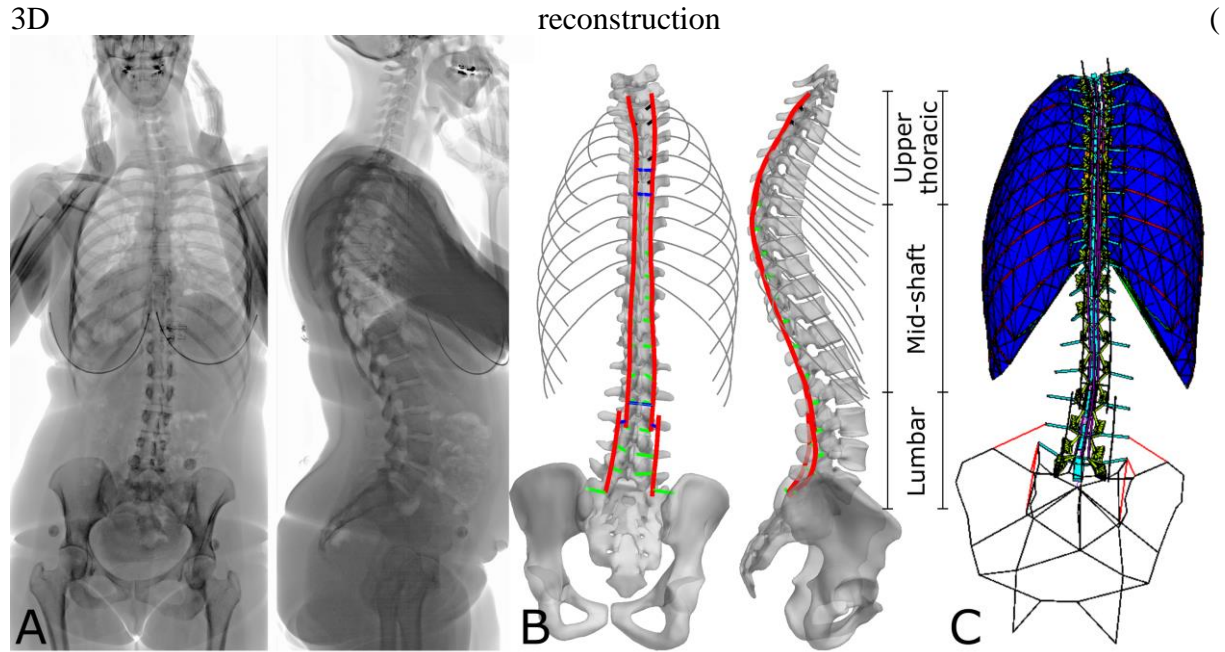 3D reconstruction (
Upper
thoracic
Mid-shaft
Lumbar
A
B
C